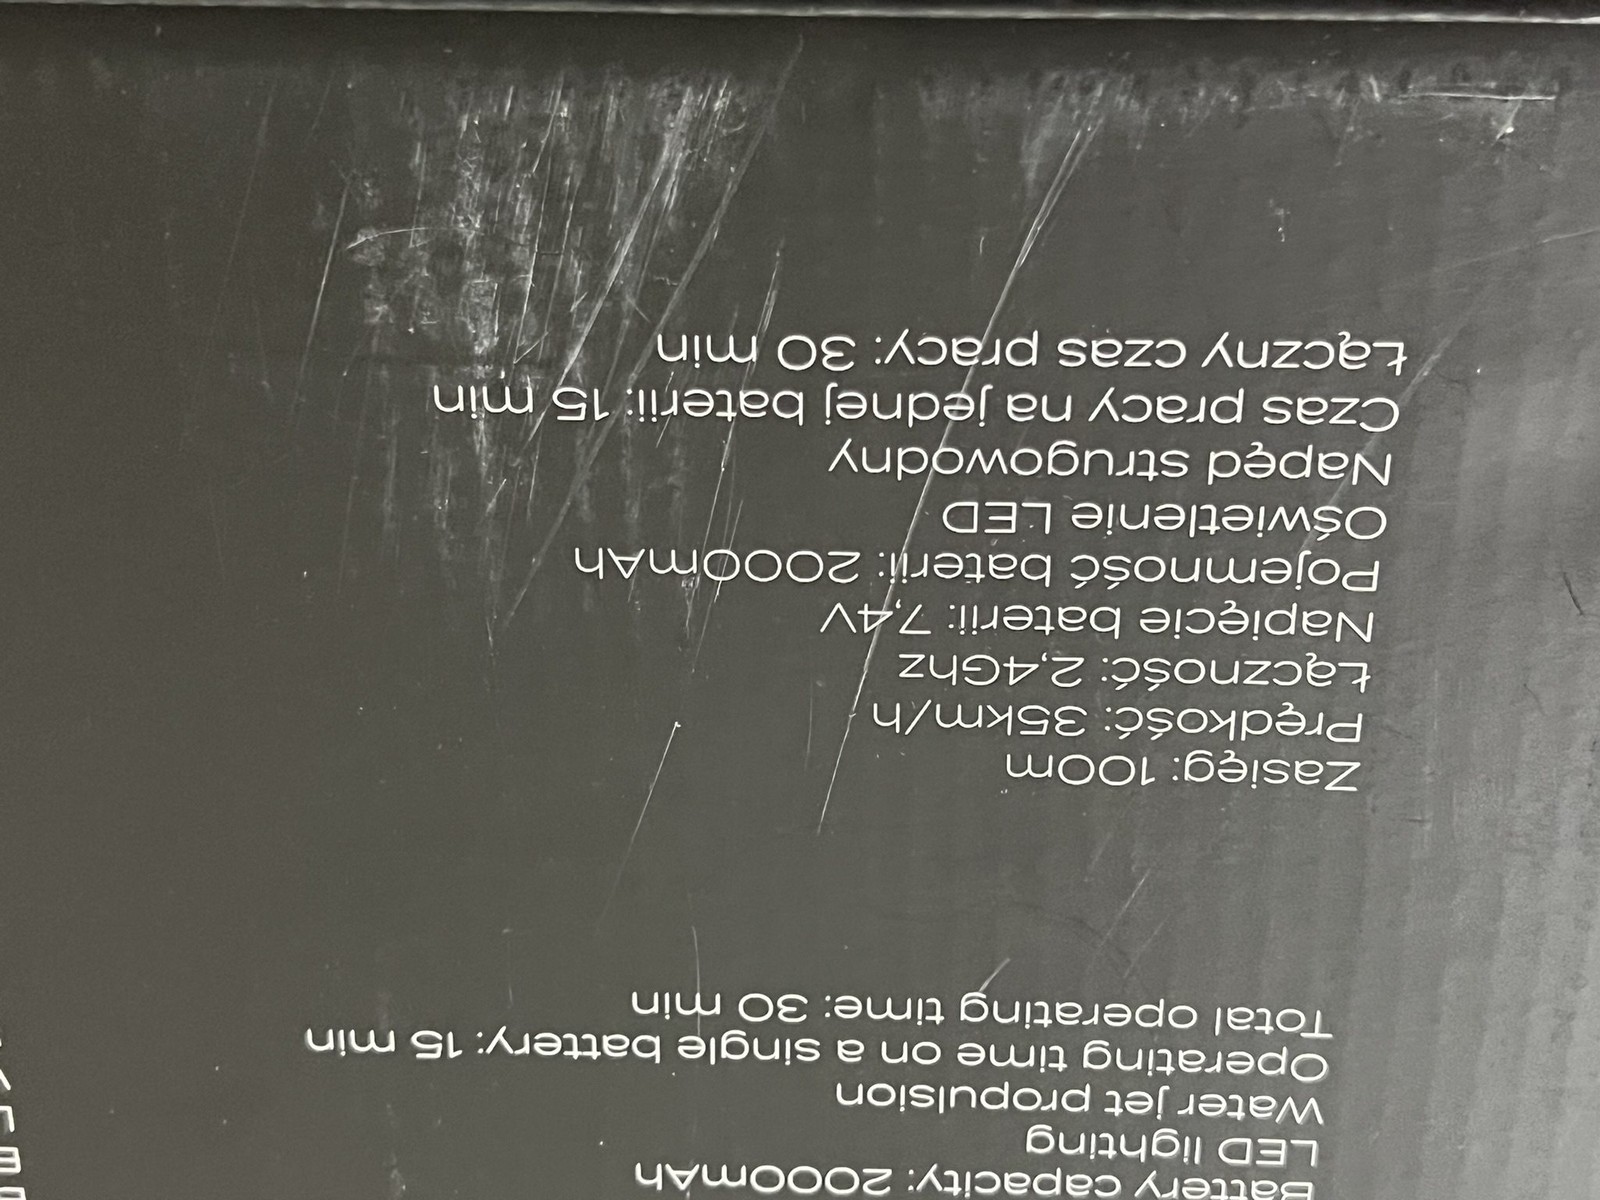 Battery capacity: 2000mAh
LED lighting
Water jet propulsion
Operating time on a single battery: 15 min
Total operating time: 30 min
Zasięg: 100m
Prędkość: 35km/h
Łączność: 2,4Ghz
Napięcie baterii: 7,4V
Pojemność baterii: 2000mAh
Oświetlenie LED
Napęd strugowodny
Czas pracy na jednej baterii: 15 min
Łączny czas pracy: 30 min